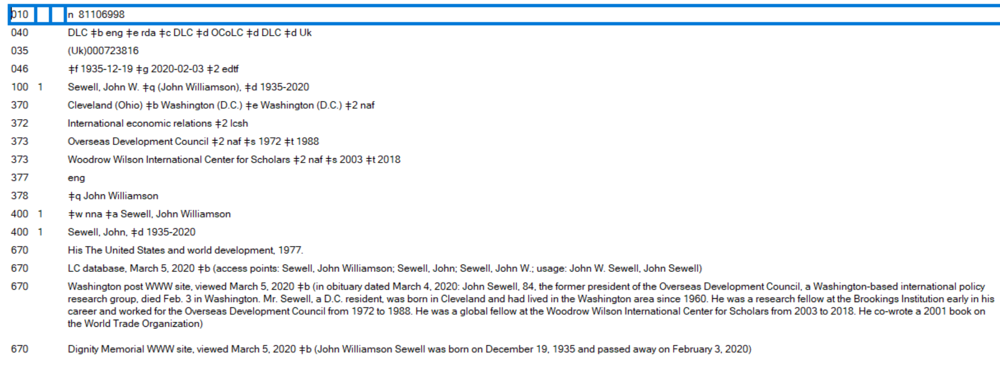 010 n  81106998
040 DLC ‡b eng ‡e rda ‡c DLC ‡d OCoLC ‡d DLC ‡d Uk
035 (Uk)000723816
046 ‡f 1935-12-19 ‡g 2020-02-03 ‡2 edtf
100 1 Sewell, John W. ‡q (John Williamson), ‡d 1935-2020
370 Cleveland (Ohio) ‡b Washington (D.C.) ‡e Washington (D.C.) ‡2 naf
372 International economic relations ‡2 lcsh
373 Overseas Development Council ‡2 naf ‡s 1972 ‡t 1988
373 Woodrow Wilson International Center for Scholars ‡2 naf ‡s 2003 ‡t 2018
377 eng
378 ‡q John Williamson
400 1 ‡w nna ‡a Sewell, John Williamson
400 1 Sewell, John, ‡d 1935-2020
670 His The United States and world development, 1977.
670 LC database, March 5, 2020 ‡b (access points: Sewell, John Williamson; Sewell, John; Sewell, John W.; usage: John W. Sewell, John Sewell)
670 Washington post WWW site, viewed March 5, 2020 ‡b (in obituary dated March 4, 2020: John Sewell, 84, the former president of the Overseas Development Council, a Washington-based international policy
research group, died Feb. 3 in Washington. Mr. Sewell, a D.C. resident, was born in Cleveland and had lived in the Washington area since 1960. He was a research fellow at the Brookings Institution early in his
career and worked for the Overseas Development Council from 1972 to 1988. He was a global fellow at the Woodrow Wilson International Center for Scholars from 2003 to 2018. He co-wrote a 2001 book on
the World Trade Organization)
670 Dignity Memorial WWW site, viewed March 5, 2020 ‡b (John Williamson Sewell was born on December 19, 1935 and passed away on February 3, 2020)